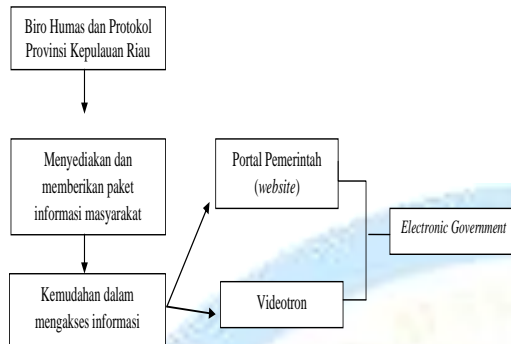 Biro Humas dan Protokol
Provinsi Kepulauan Riau
Menyediakan dan
memberikan paket
informasi masyarakat
Kemudahan dalam
mengakses informasi
Portal Pemerintah
(website)
Videotron
Electronic Government